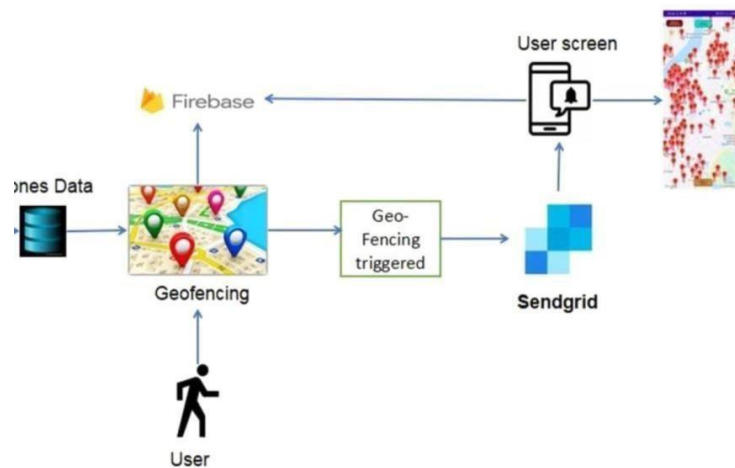 User screen
Firebase
ones Data
Geo-
Fencing
triggered
Geofencing
Sendgrid
User